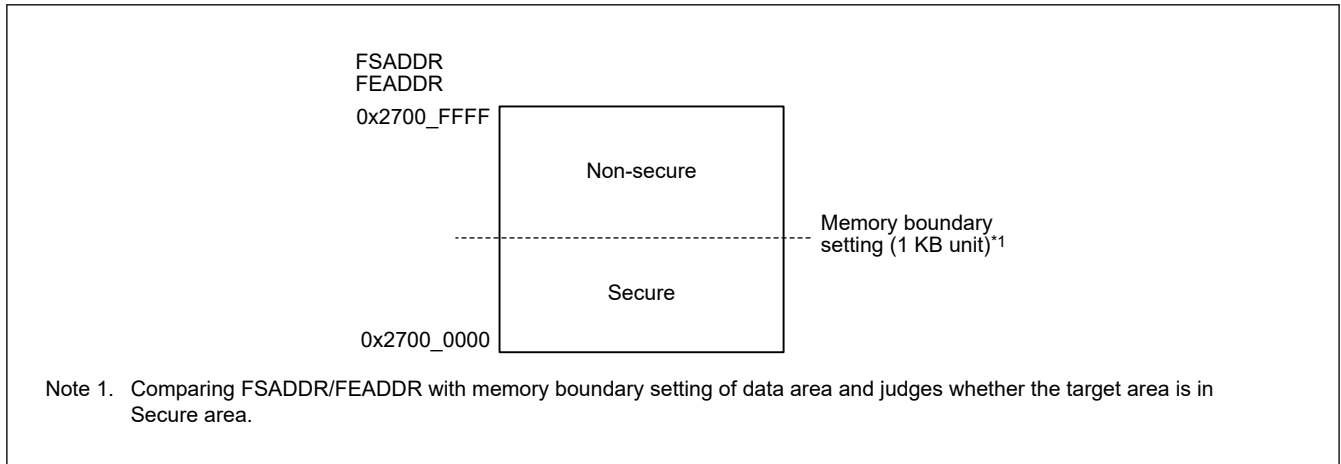 FSADDR
FEADDR
0x2700_FFFF
Non-secure
Memory boundary
setting (1 KB unit)*1
Secure
0x2700_0000
Note 1. Comparing FSADDR/FEADDR with memory boundary setting of data area and judges whether the target area is in
Secure area.